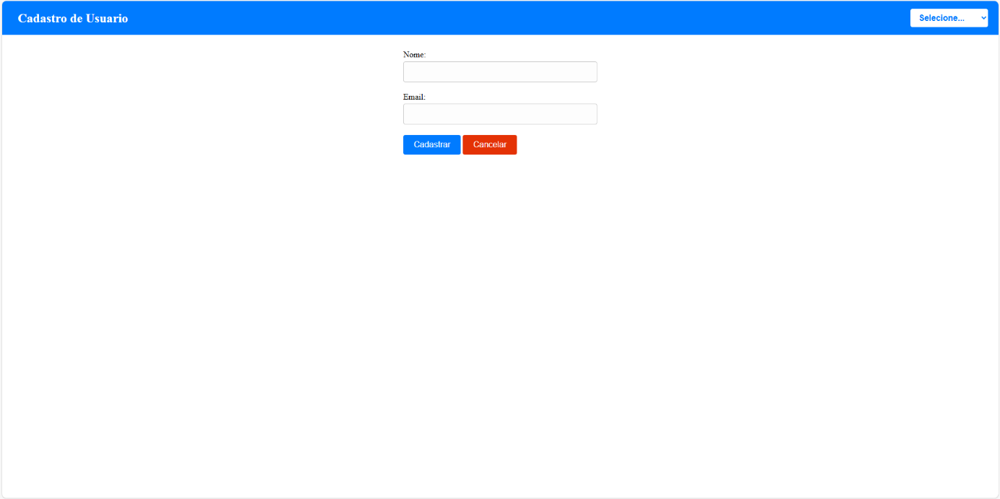 Cadastro de Usuario
Selecione...
Nome:
Email:
Cadastrar
Cancelar